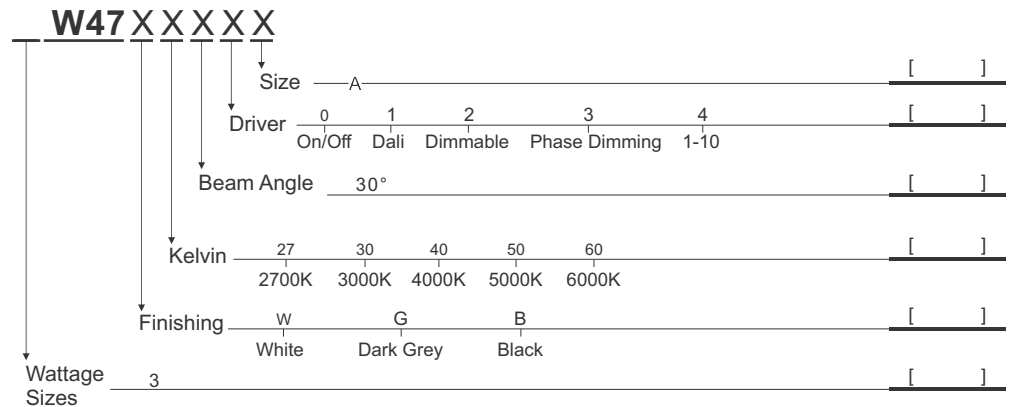 W47 X X X X X
Size A [ ]
0 1 2 3 4
Driver [ ]
On/Off Dali Dimmable Phase Dimming 1-10
Beam Angle 30° [ ]
27 30 40 50 60
Kelvin [ ]
2700K 3000K 4000K 5000K 6000K
W G B
Finishing [ ]
White Dark Grey Black
Wattage 3 [ ]
Sizes